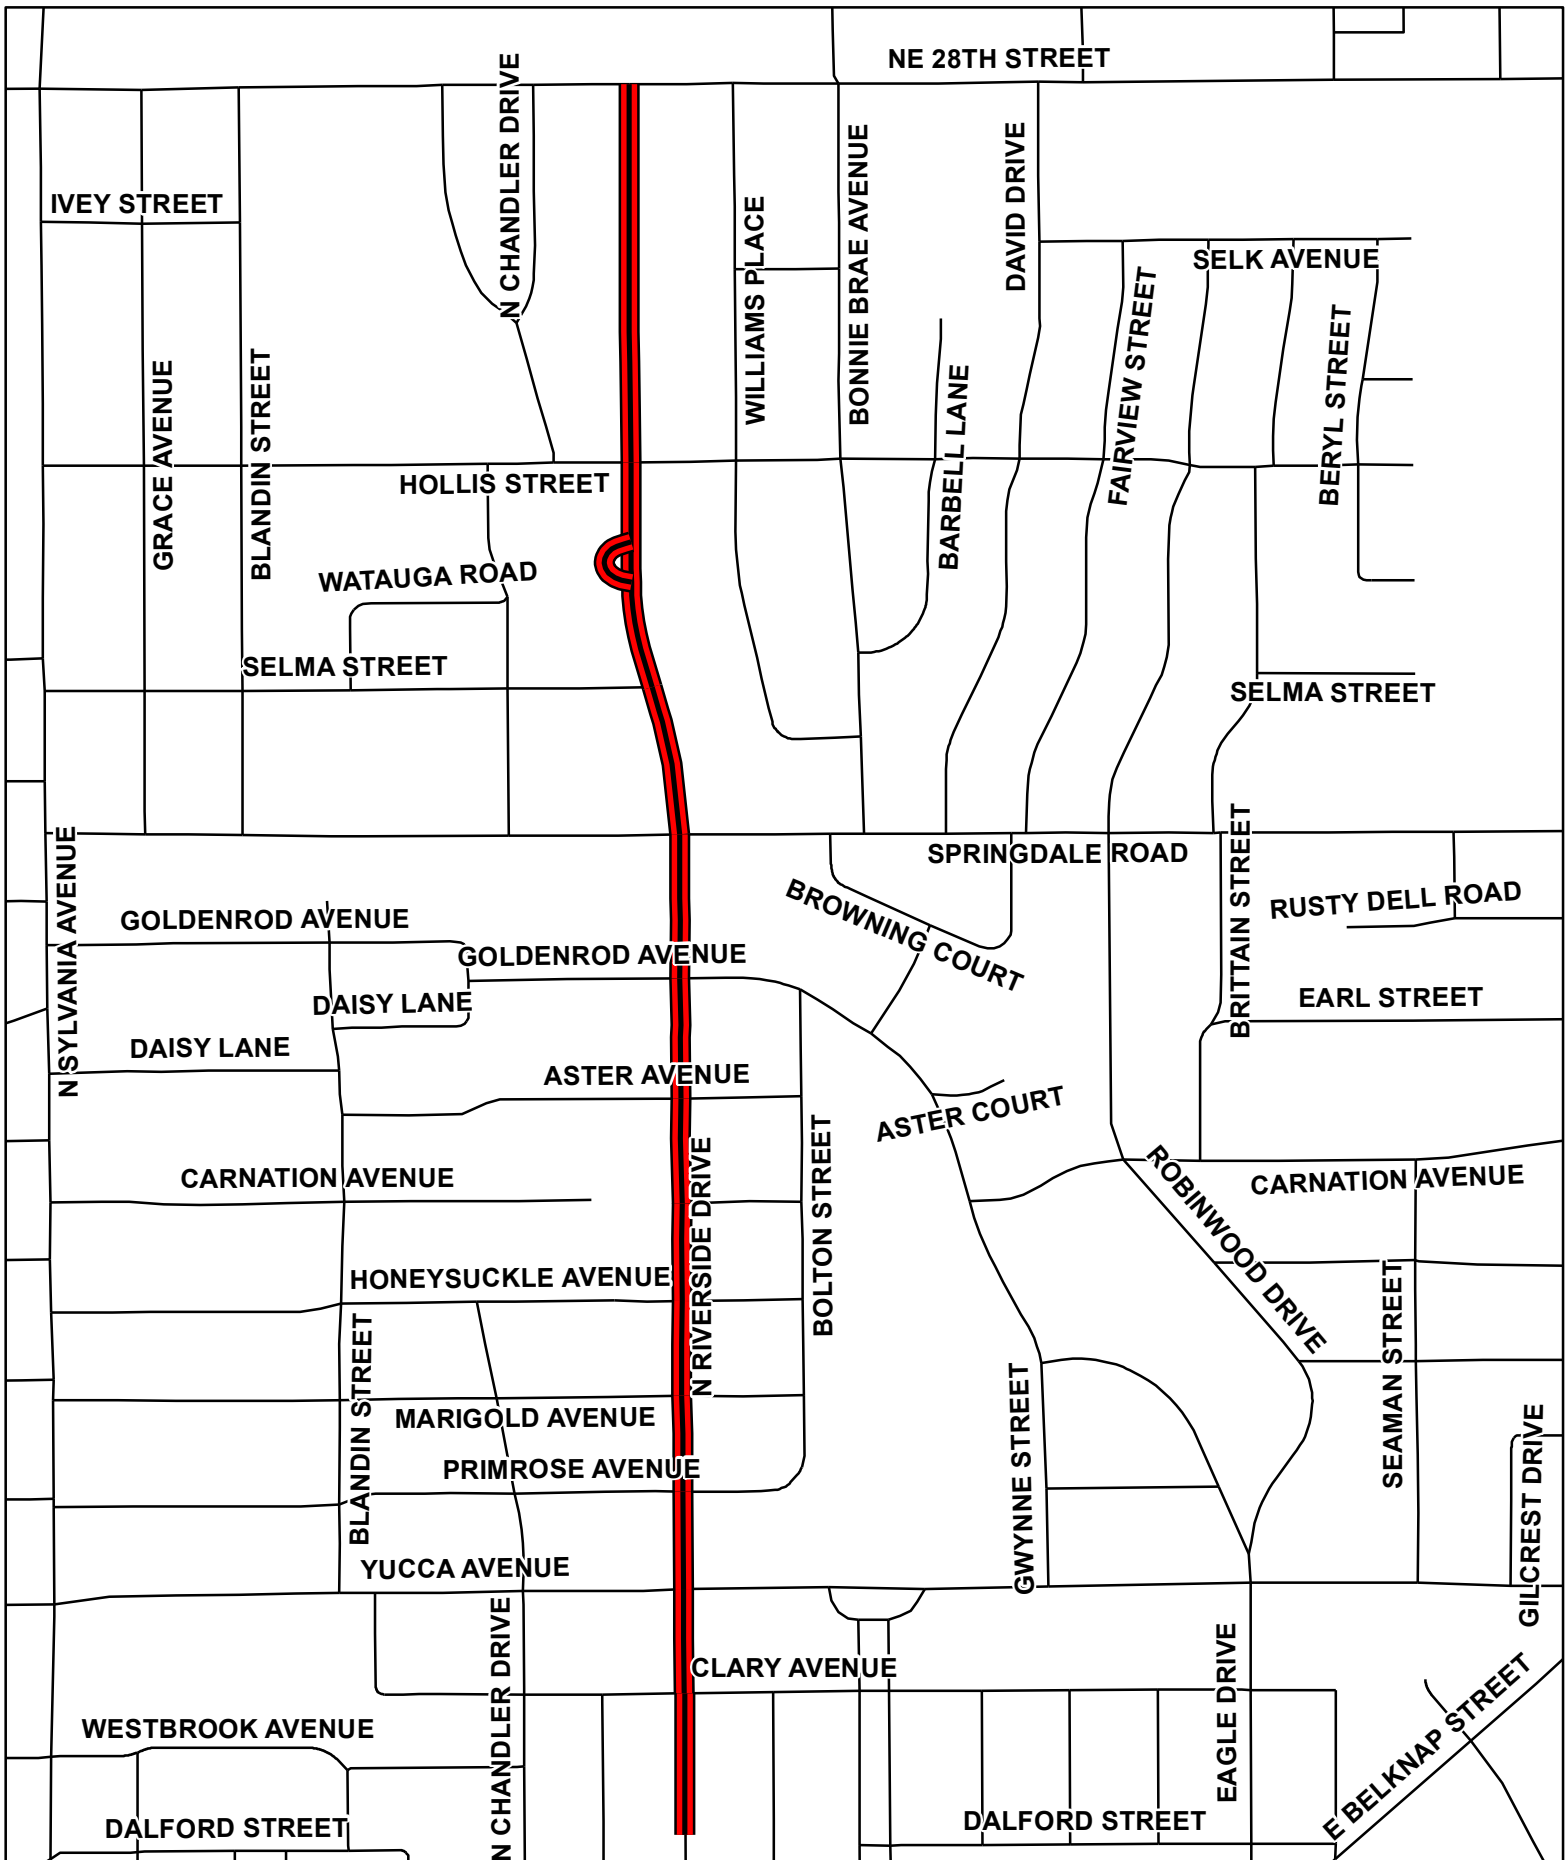 NE 28TH STREET
N CHANDLER DRIVE
IVEY STREET
WILLIAMS PLACE
BONNIE BRAE AVENUE
DAVID DRIVE
SELK AVENUE
FAIRVIEW STREET
BERYL STREET
GRACE AVENUE
BLANDIN STREET
BARBELL LANE
HOLLIS STREET
WATAUGA ROAD
SELMA STREET
SELMA STREET
N SYLVANIA AVENUE
SPRINGDALE ROAD
BRITTAIN STREET
BROWNING COURT
RUSTY DELL ROAD
GOLDENROD AVENUE
GOLDENROD AVENUE
DAISY LANE
EARL STREET
DAISY LANE
ASTER AVENUE
ASTER COURT
BOLTON STREET
N RIVERSIDE DRIVE
CARNATION AVENUE
ROBINWOOD DRIVE
CARNATION AVENUE
HONEYSUCKLE AVENUE
SEAMAN STREET
BLANDIN STREET
GWYNNE STREET
MARIGOLD AVENUE
GILCREST DRIVE
PRIMROSE AVENUE
YUCCA AVENUE
N CHANDLER DRIVE
CLARY AVENUE
EAGLE DRIVE
E BELKNAP STREET
WESTBROOK AVENUE
DALFORD STREET
DALFORD STREET